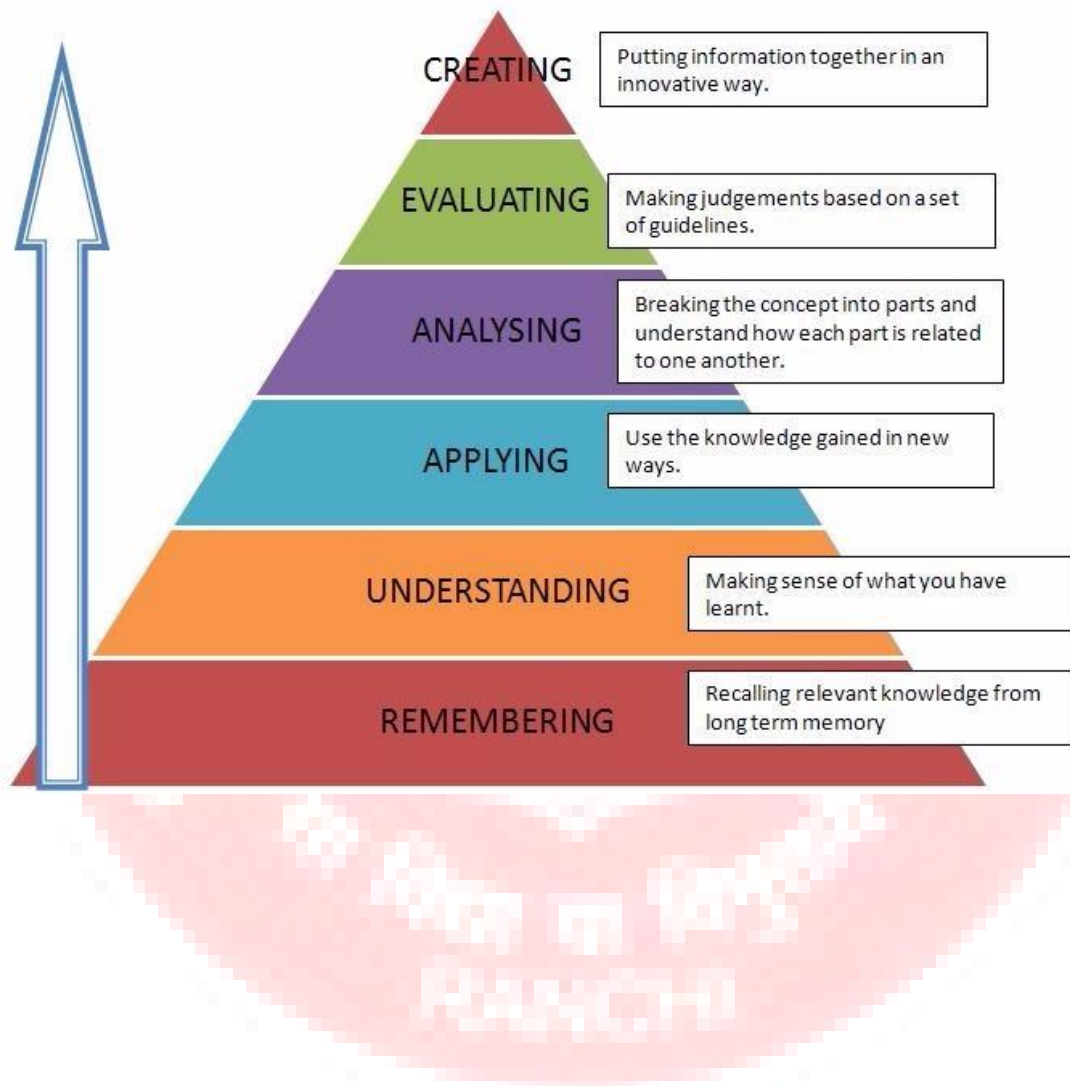 CREATING
Putting information together in an
innovative way.
EVALUATING
Making judgements based on a set
of guidelines.
ANALYSING
Breaking the concept into parts and
understand how each part is related
to one another.
APPLYING
Use the knowledge gained in new
ways.
UNDERSTANDING
Making sense of what you have
learnt.
REMEMBERING
Recalling relevant knowledge from
long term memory
RANCHI